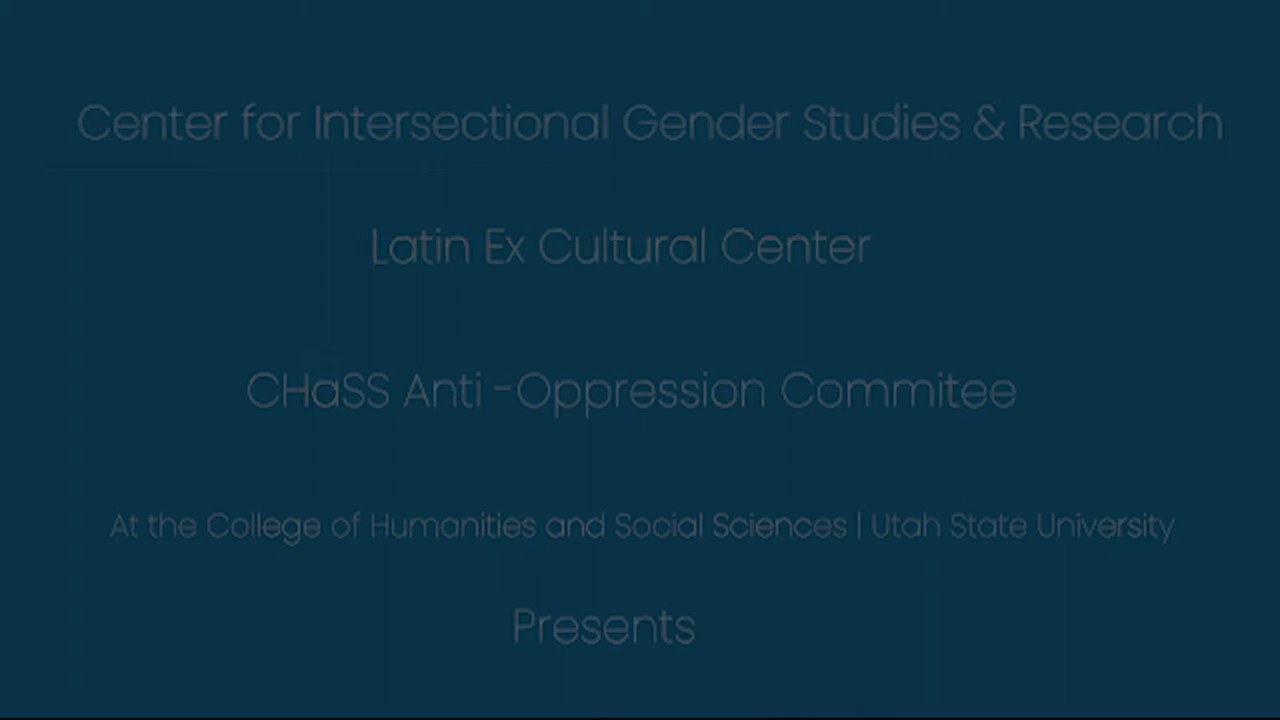 Center for Intersectional Gender Studies & Research
Latin Ex Cultural Center
CHaSS Anti -Oppression Commitee
At the College of Humanities and Social Sciences | Utah State University
Presents